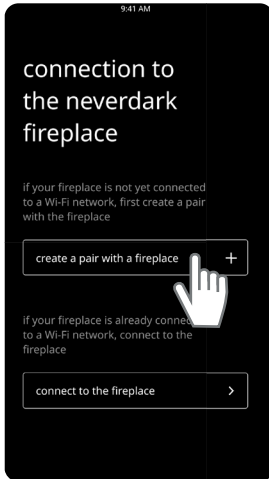 9:41 AM
connection to
the neverdark
fireplace
if your fireplace is not yet connected
to a Wi-Fi network, first create a pair
with the fireplace
create a pair with a fireplace +
if your fireplace is already connec
to a Wi-Fi network, connect to the
fireplace
connect to the fireplace >